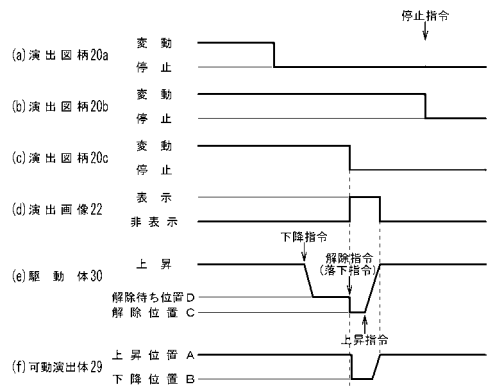 停止指令
(a)演出図柄20a
変動
停止
(b)演出図柄20b
変動
停止
(c)演出図柄20c
変動
停止
(d)演出画像22
表示
非表示
下降指令
解除指令
(落下指令)
(e)駆動体30
上昇
解除待ち位置D
解除位置C
上昇指令
(f)可動演出体29
上昇位置A
下降位置B